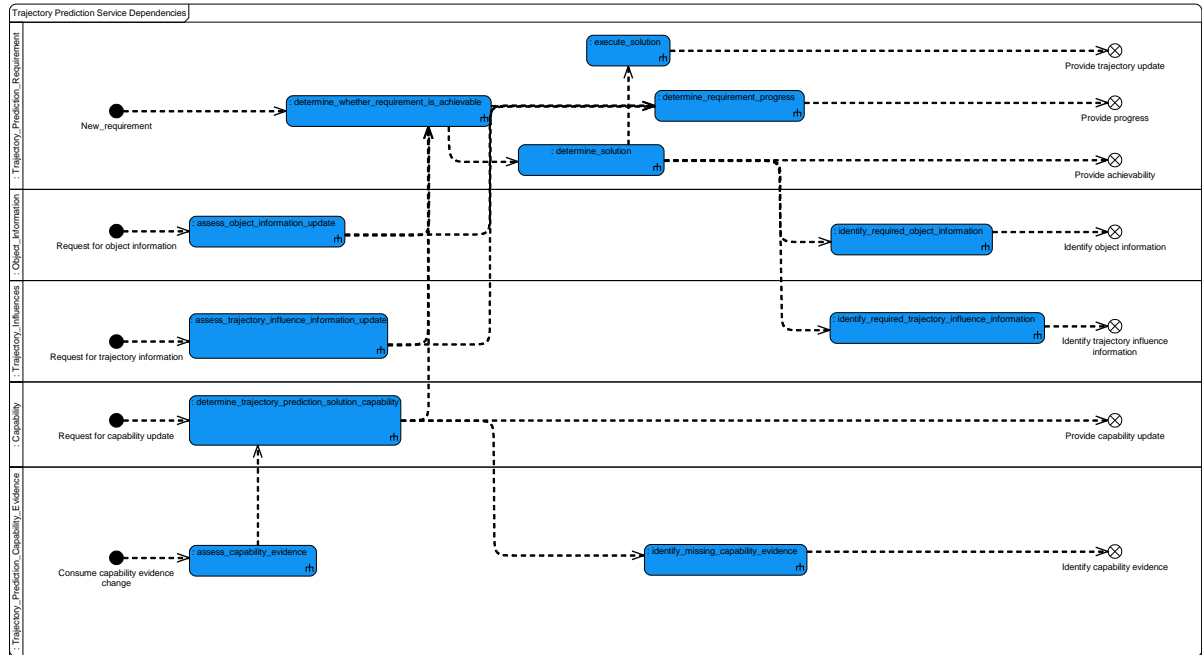 Trajectory Prediction Service Dependencies
: Trajectory_Prediction_Requirement
: execute_solution
Provide trajectory update
: determine_whether_requirement_is_achievable
: determine_requirement_progress
New_requirement
Provide progress
: determine_solution
Provide achievability
: Object_Information
: assess_object_information_update
: identify_required_object_information
Request for object information
Identify object information
: Trajectory_Influences
: assess_trajectory_influence_information_update
: identify_required_trajectory_influence_information
Request for trajectory information
Identify trajectory influence
information
: Capability
: determine_trajectory_prediction_solution_capability
Request for capability update
Provide capability update
: Trajectory_Prediction_Capability_Evidence
: assess_capability_evidence
: identify_missing_capability_evidence
Consume capability evidence
change
Identify capability evidence